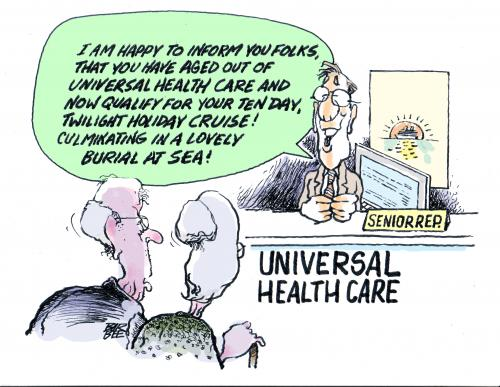 I AM HAPPY TO INFORM YOU FOLKS,
THAT YOU HAVE AGED OUT OF
UNIVERSAL HEALTH CARE AND
NOW QUALIFY FOR YOUR TEN DAY,
TWILIGHT HOLIDAY CRUISE!
CULMINATING IN A LOVELY
BURIAL AT SEA!
SENIOR REP.
UNIVERSAL
HEALTH CARE